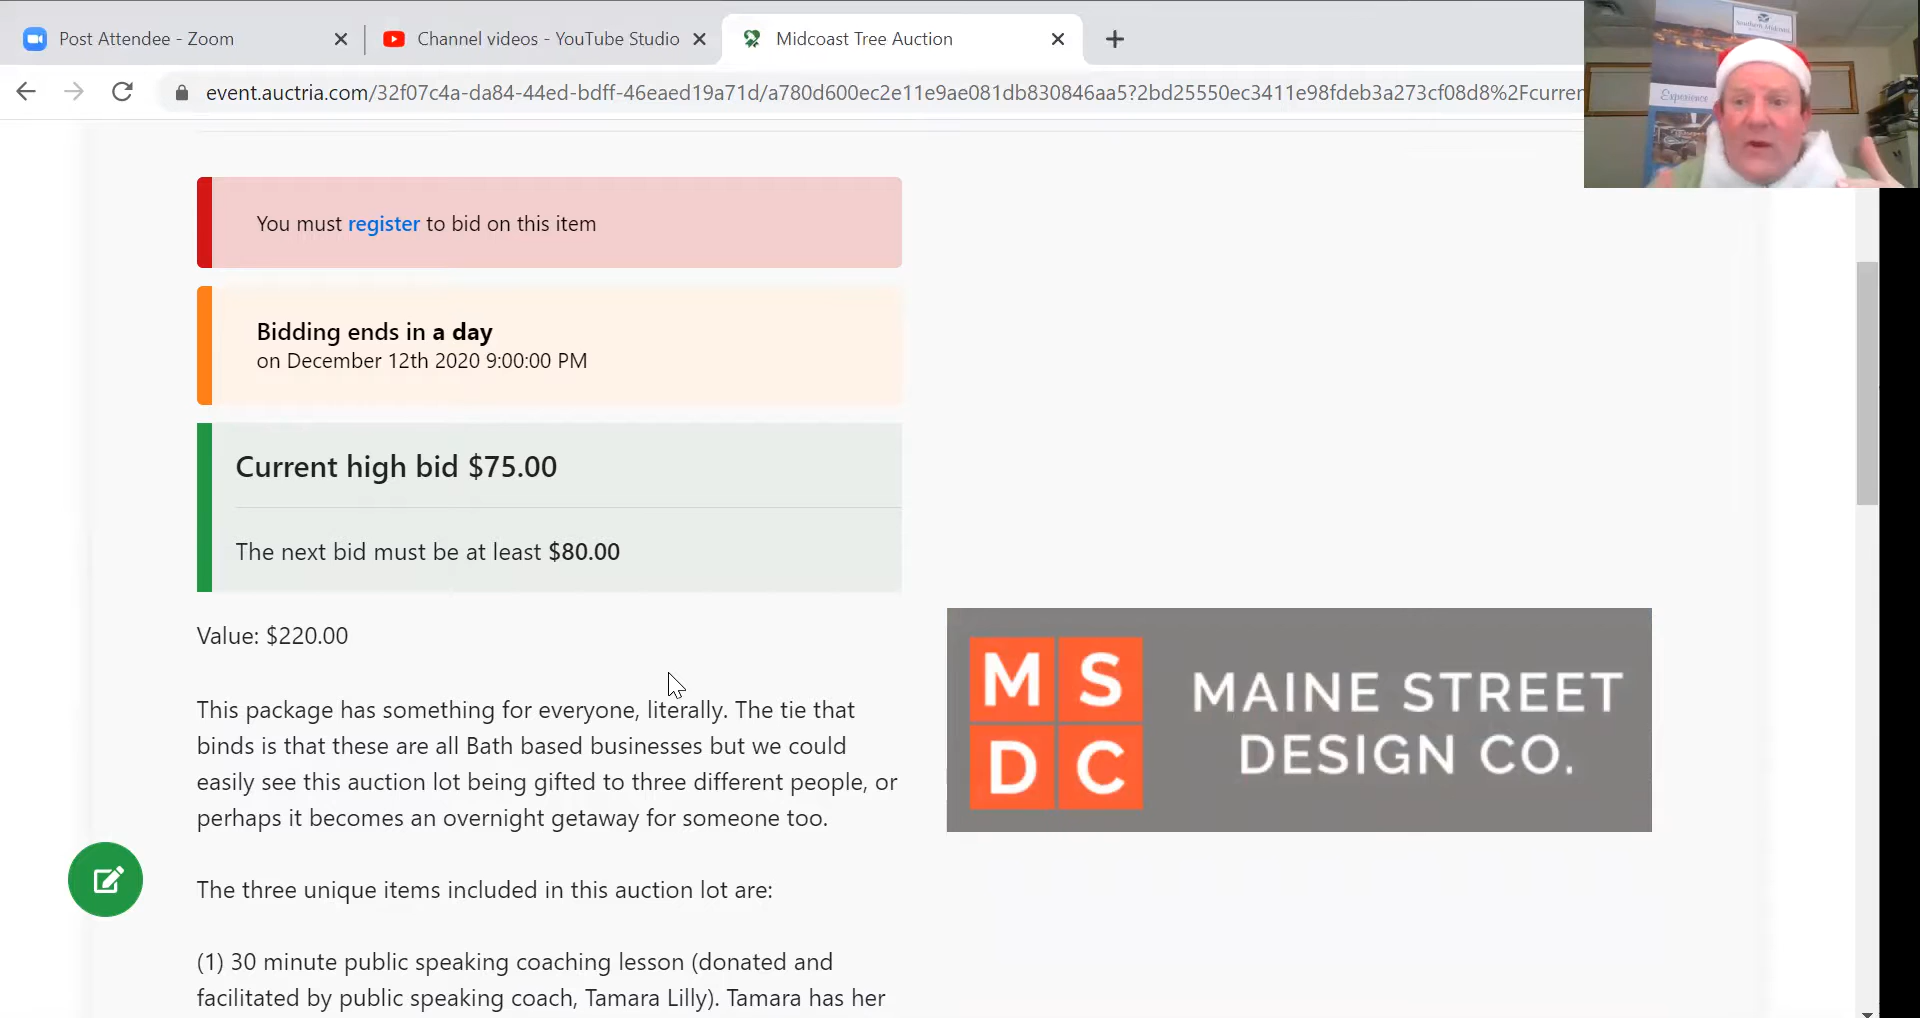 Post Attendee - Zoom
Channel videos - YouTube Studio
Midcoast Tree Auction
event.auctria.com/32f07c4a-da84-44ed-bdff-46eaed19a71d/a780d600ec2e11e9ae081db830846aa5?2bd25550ec3411e98fdeb3a273cf08d8%2Fcurren
Southern Midcoast
Experience
You must register to bid on this item
Bidding ends in a day
on December 12th 2020 9:00:00 PM
Current high bid $75.00
The next bid must be at least $80.00
Value: $220.00
This package has something for everyone, literally. The tie that
binds is that these are all Bath based businesses but we could
easily see this auction lot being gifted to three different people, or
perhaps it becomes an overnight getaway for someone too.
The three unique items included in this auction lot are:
(1) 30 minute public speaking coaching lesson (donated and
facilitated by public speaking coach, Tamara Lilly). Tamara has her
M S
D C
MAINE STREET
DESIGN CO.